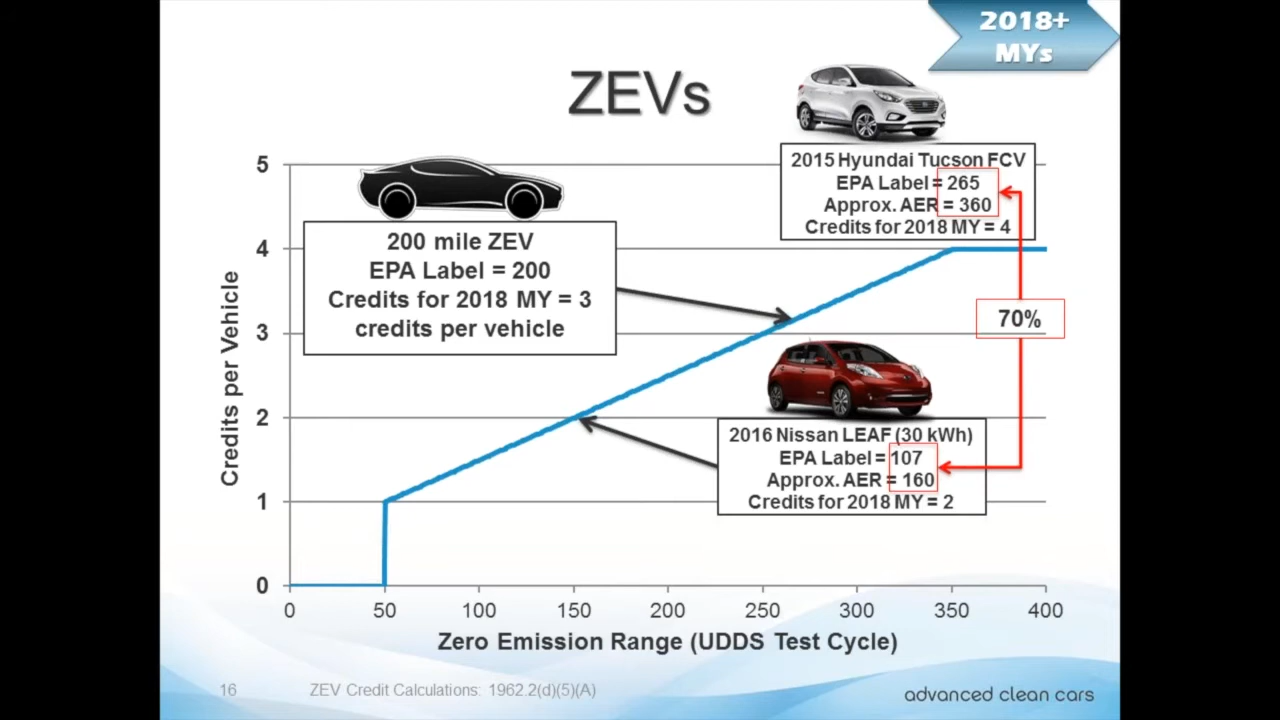 2018+
MYs
ZEVs
2015 Hyundai Tucson FCV
EPA Label = 265
Approx. AER = 360
Credits for 2018 MY = 4
200 mile ZEV
EPA Label = 200
Credits for 2018 MY = 3
credits per vehicle
70%
2016 Nissan LEAF (30 kWh)
EPA Label = 107
Approx. AER = 160
Credits for 2018 MY = 2
Credits per Vehicle
5
4
3
2
1
0
0 50 100 150 200 250 300 350 400
Zero Emission Range (UDDS Test Cycle)
16 ZEV Credit Calculations: 1962.2(d)(5)(A)
advanced clean cars